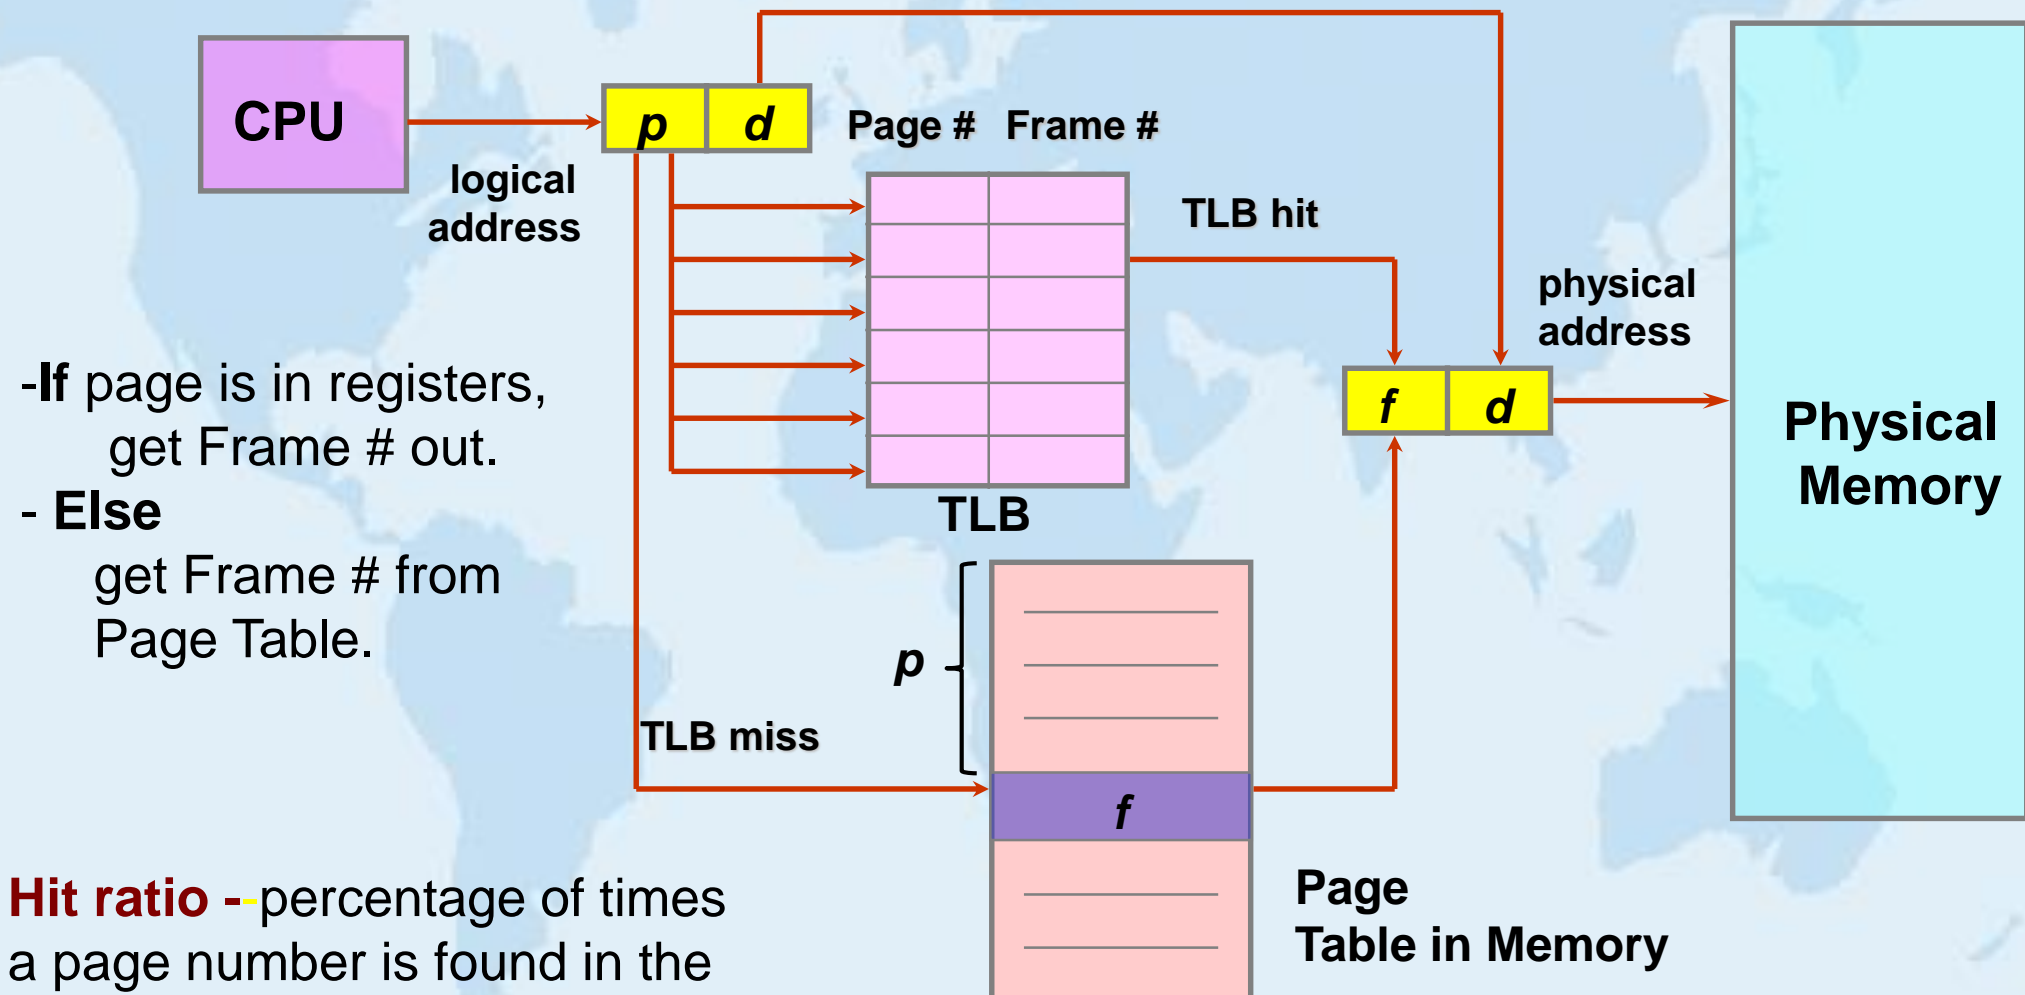 CPU
p d
Page # Frame #
logical
address
TLB hit
physical
address
-If page is in registers,
get Frame # out.
- Else
get Frame # from
Page Table.
f d
Physical
Memory
TLB
p
TLB miss
f
Page
Table in Memory
Hit ratio --percentage of times
a page number is found in the